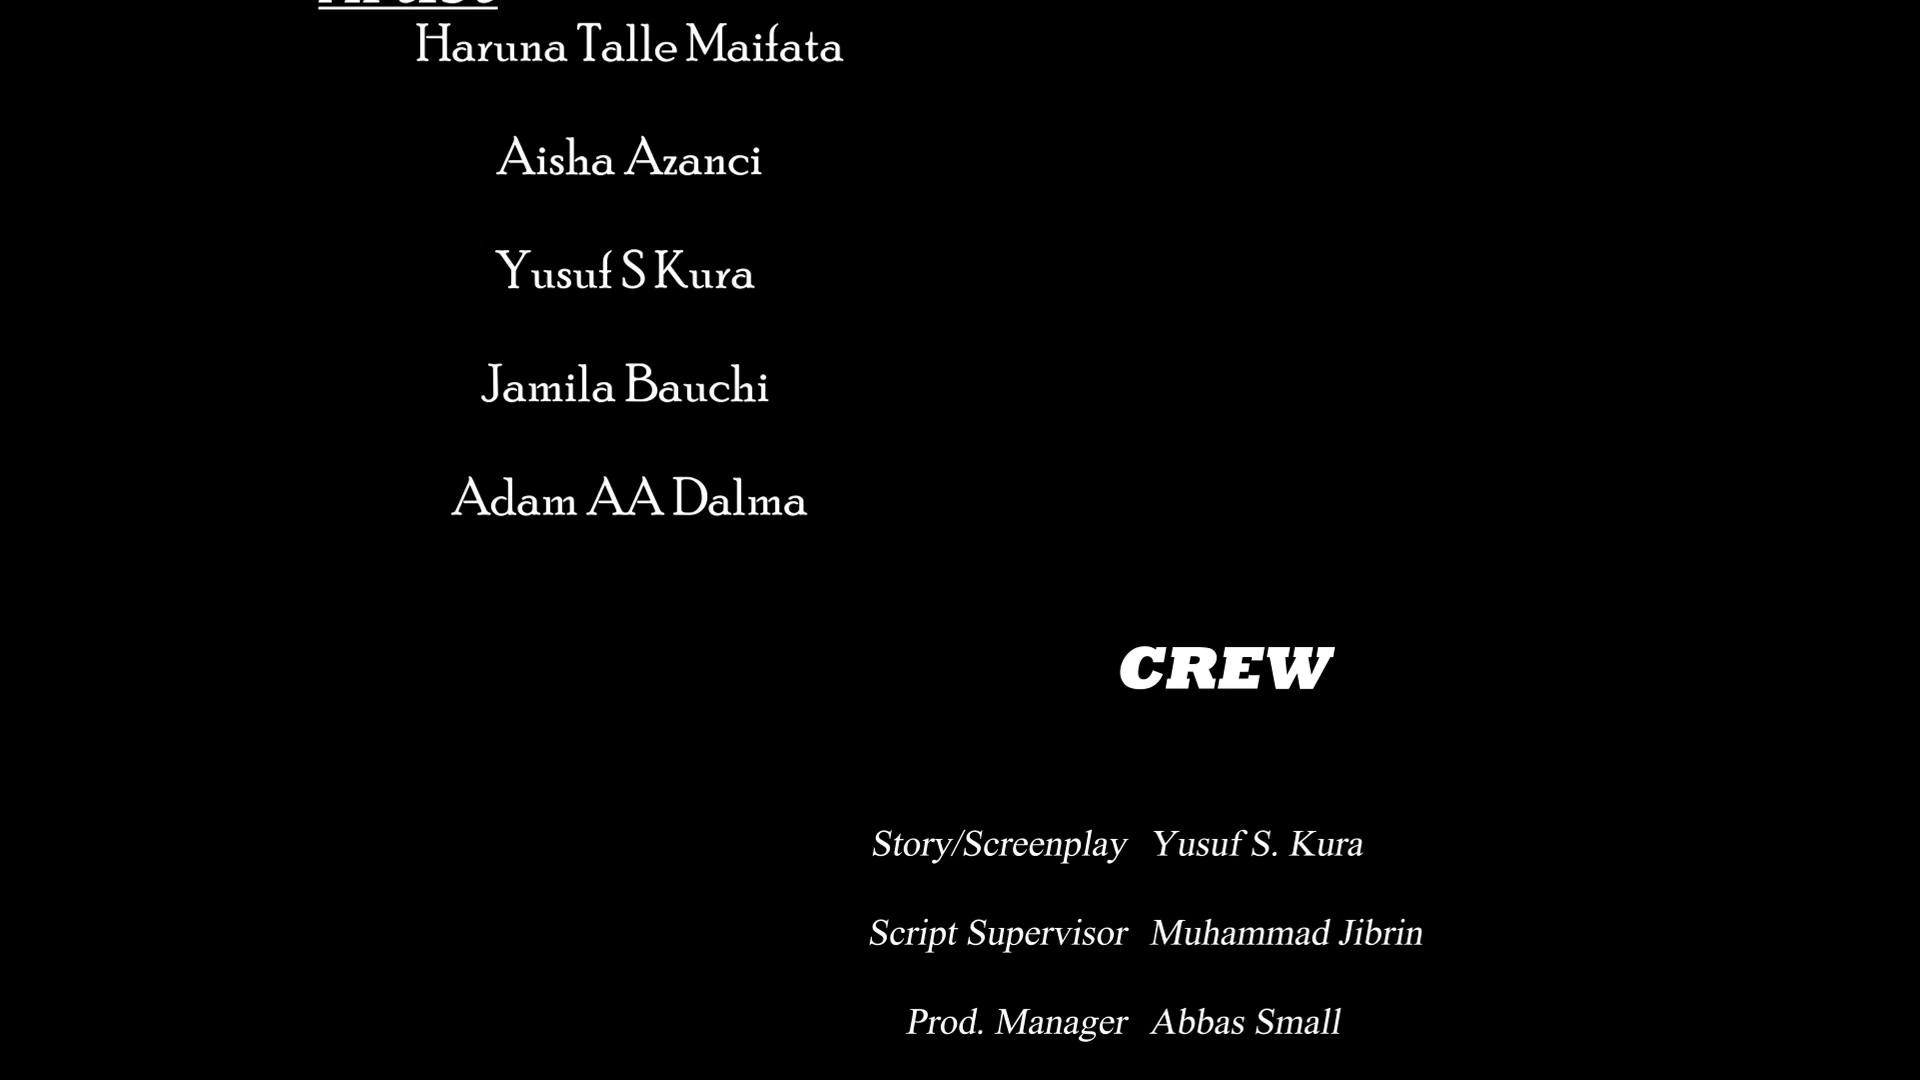 Artist
Haruna Talle Maifata
Aisha Azanci
Yusuf S Kura
Jamila Bauchi
Adam AA Dalma
CREW
Story/Screenplay Yusuf S. Kura
Script Supervisor Muhammad Jibrin
Prod. Manager Abbas Small